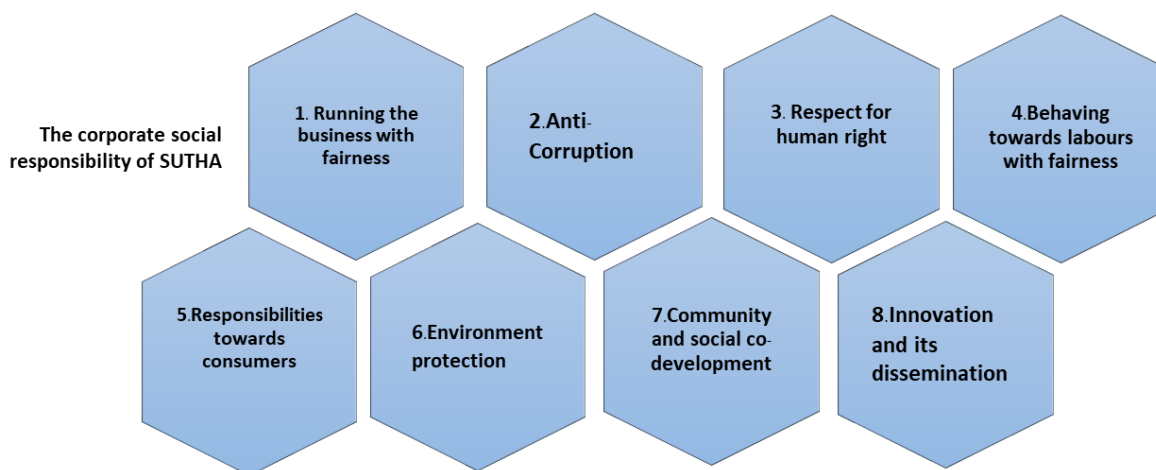 The corporate social
responsibility of SUTHA
1. Running the
business with
fairness
2.Anti-
Corruption
3. Respect for
human right
4.Behaving
towards labours
with fairness
5.Responsibilities
towards
consumers
6.Environment
protection
7.Community
and social co-
development
8.Innovation
and its
dissemination